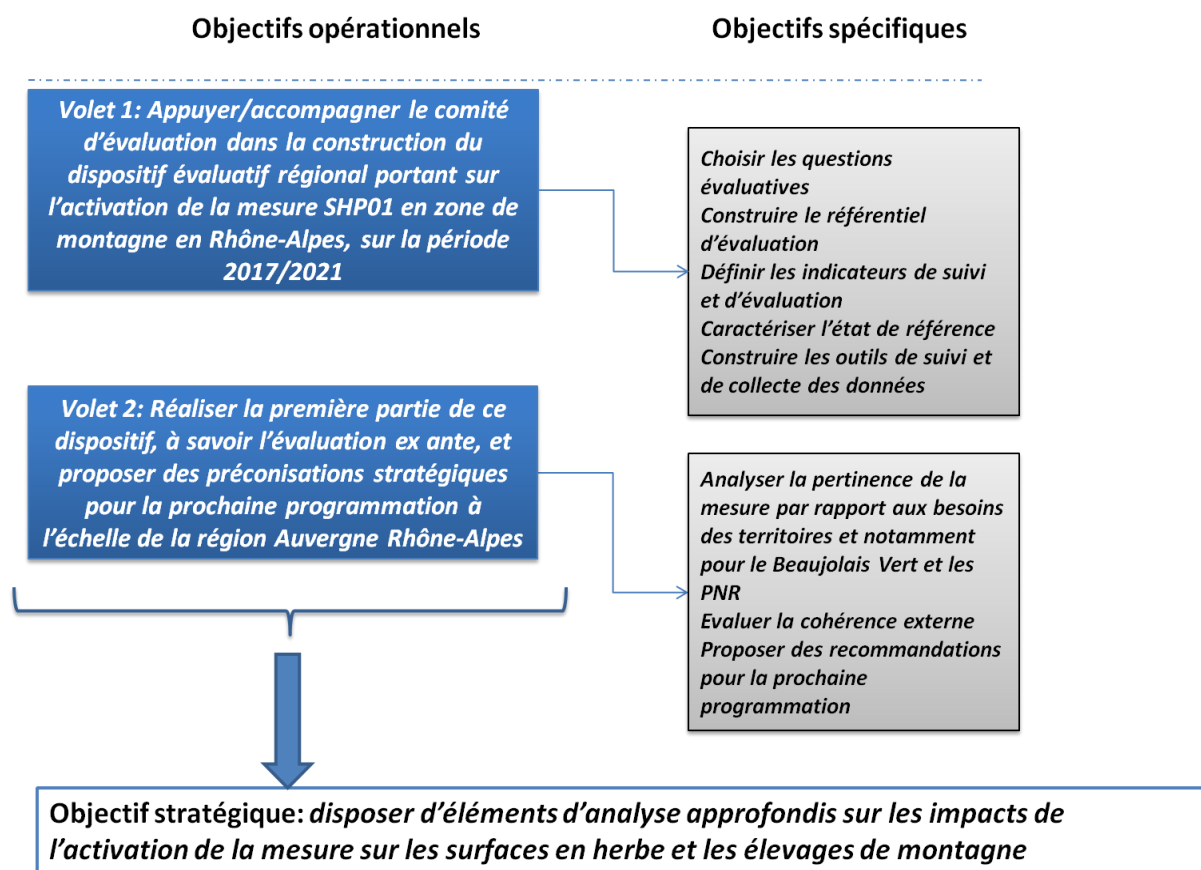 Objectifs opérationnels
Objectifs spécifiques
Volet 1: Appuyer/accompagner le comité
d’évaluation dans la construction du
dispositif évaluatif régional portant sur
l’activation de la mesure SHP01 en zone de
montagne en Rhône-Alpes, sur la période
2017/2021
Choisir les questions
évaluatives
Construire le référentiel
d’évaluation
Définir les indicateurs de suivi
et d’évaluation
Caractériser l’état de référence
Construire les outils de suivi et
de collecte des données
Volet 2: Réaliser la première partie de ce
dispositif, à savoir l’évaluation ex ante, et
proposer des préconisations stratégiques
pour la prochaine programmation à
l’échelle de la région Auvergne Rhône-Alpes
Analyser la pertinence de la
mesure par rapport aux besoins
des territoires et notamment
pour le Beaujolais Vert et les
PNR
Evaluer la cohérence externe
Proposer des recommandations
pour la prochaine
programmation
Objectif stratégique: disposer d’éléments d’analyse approfondis sur les impacts de
l’activation de la mesure sur les surfaces en herbe et les élevages de montagne